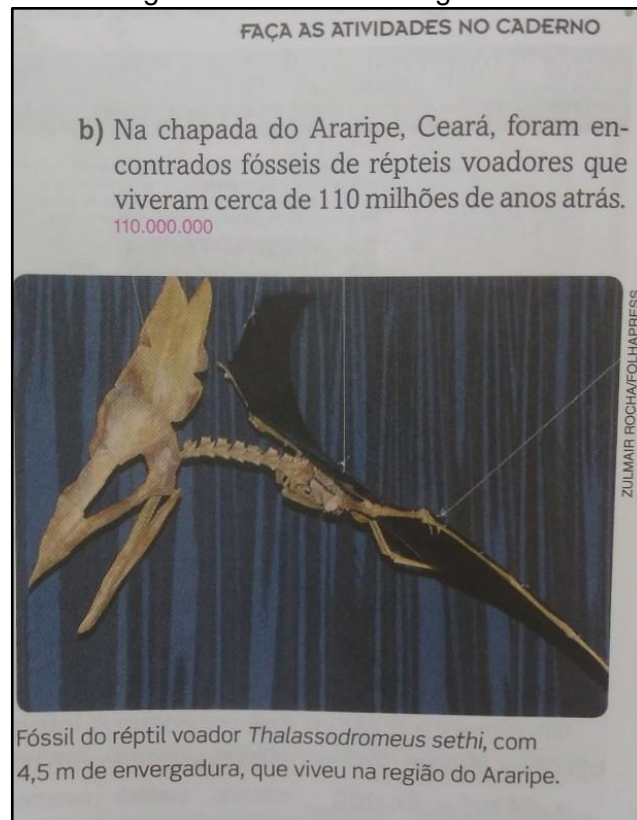 FAÇA AS ATIVIDADES NO CADERNO
b) Na chapada do Araripe, Ceará, foram en-
contrados fósseis de répteis voadores que
viveram cerca de 110 milhões de anos atrás.
110.000.000
ZULMAIR ROCHA/FOLHAPRESS
Fóssil do réptil voador Thalassodromeus sethi, com
4,5 m de envergadura, que viveu na região do Araripe.